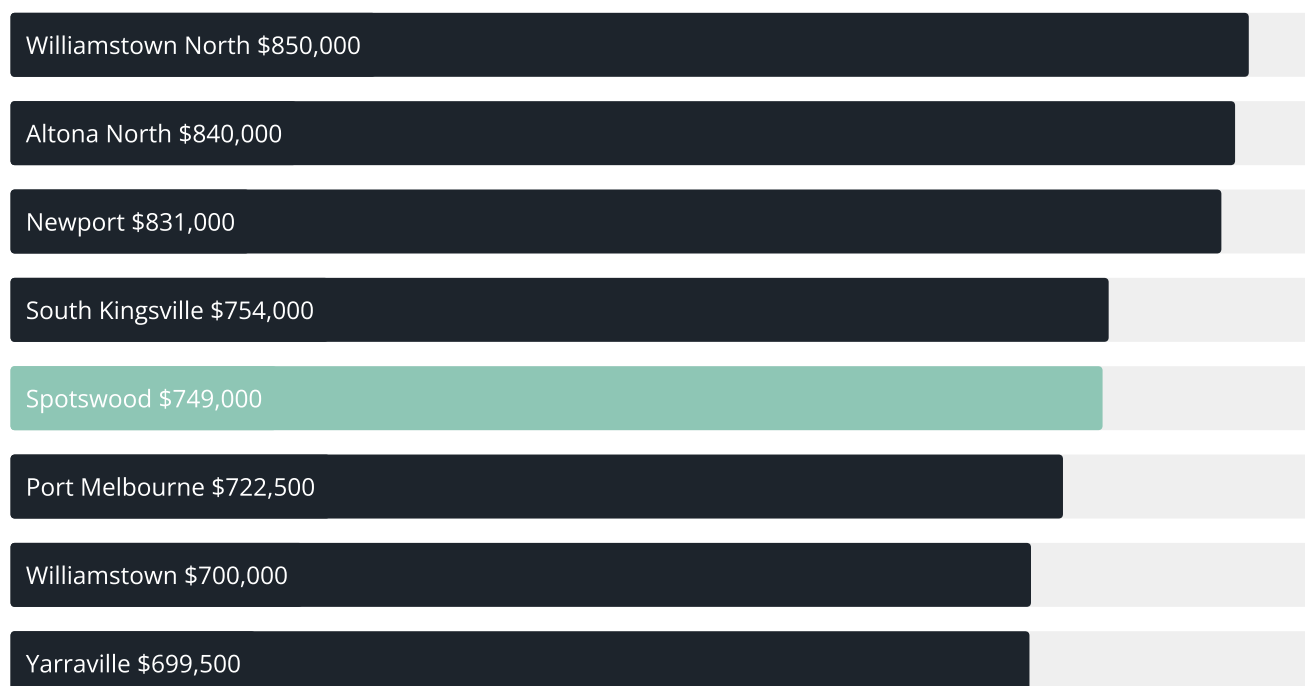 Williamstown North $850,000
Altona North $840,000
Newport $831,000
South Kingsville $754,000
Spotswood $749,000
Port Melbourne $722,500
Williamstown $700,000
Yarraville $699,500